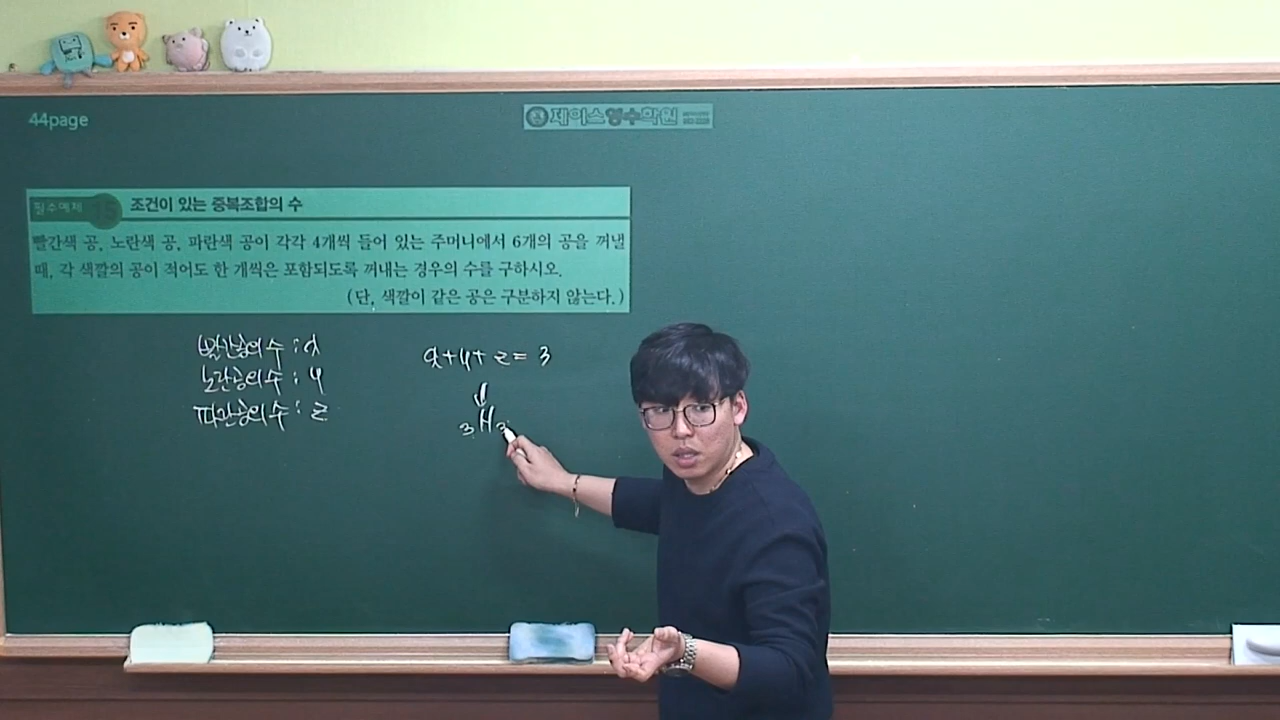 44page
제이스영수학원
필수예제 15 조건이 있는 중복조합의 수
빨간색 공, 노란색 공, 파란색 공이 각각 4개씩 들어 있는 주머니에서 6개의 공을 꺼낼
때, 각 색깔의 공이 적어도 한 개씩은 포함되도록 꺼내는 경우의 수를 구하시오.
(단, 색깔이 같은 공은 구분하지 않는다.)
빨간공의 수 : x
노란공의 수 : y
파란공의 수 : z
x+y+z=3
3H3